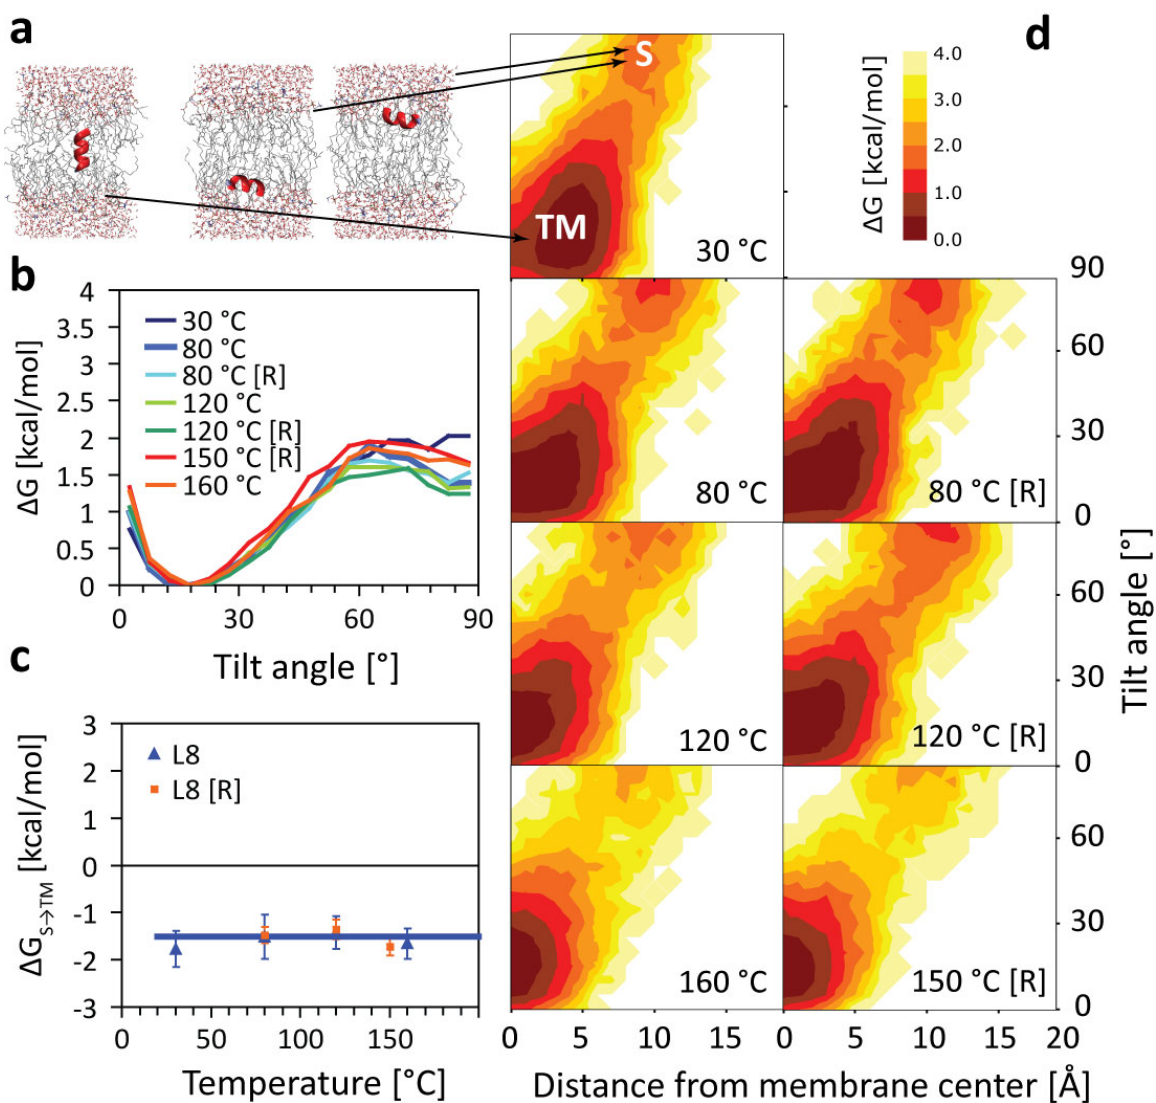 a
d
S
TM
30 °C
ΔG [kcal/mol]
4.0
3.0
2.0
1.0
0.0
b
ΔG [kcal/mol]
4
3.5
3
2.5
2
1.5
1
0.5
0
30 °C
80 °C
80 °C [R]
120 °C
120 °C [R]
150 °C [R]
160 °C
0 30 60 90
Tilt angle [°]
c
ΔG S→TM [kcal/mol]
3
2
1
0
-1
-2
-3
L8
L8 [R]
0 50 100 150
Temperature [°C]
80 °C
80 °C [R]
120 °C
120 °C [R]
160 °C
150 °C [R]
90
60
30
0
60
30
0
60
30
0
Tilt angle [°]
0 5 10 15 0 5 10 15 20
Distance from membrane center [Å]